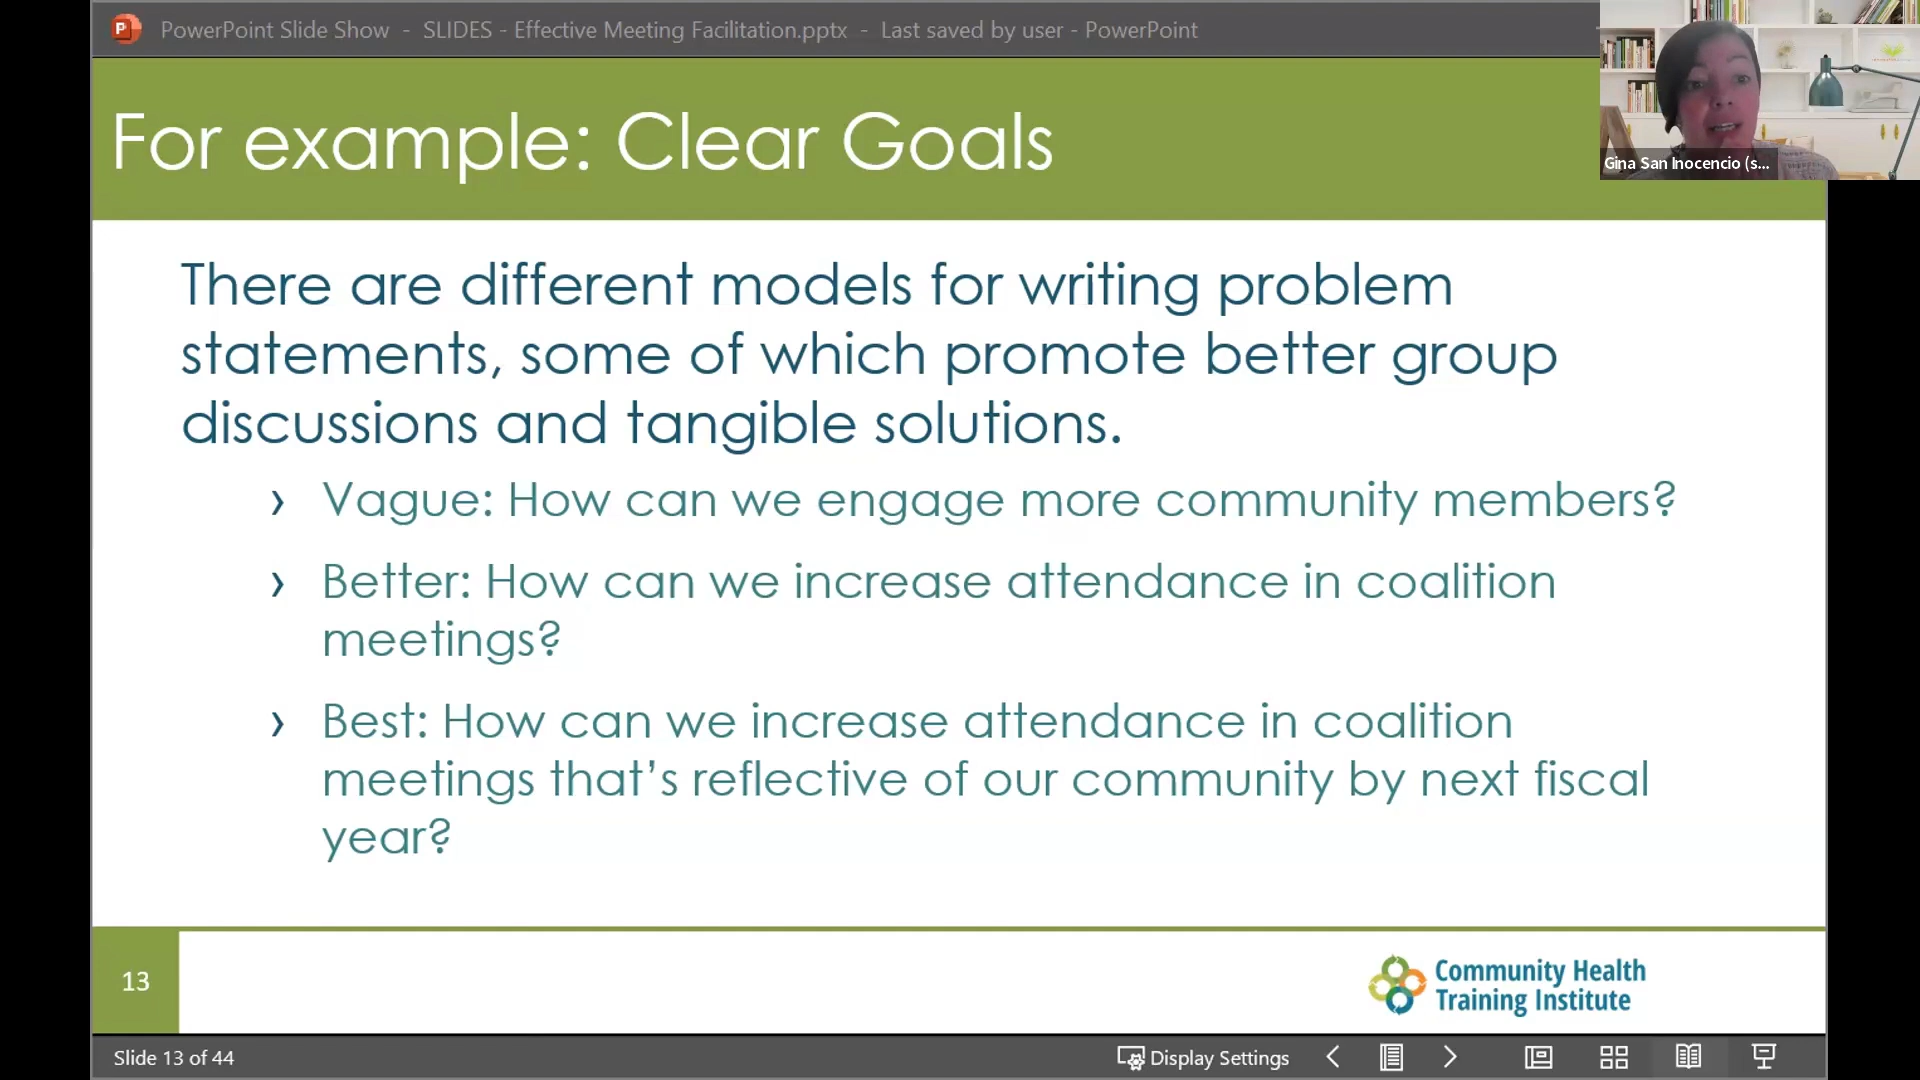 PowerPoint Slide Show - SLIDES - Effective Meeting Facilitation.pptx - Last saved by user - PowerPoint
Gina San Inocencio (s...
For example: Clear Goals
There are different models for writing problem
statements, some of which promote better group
discussions and tangible solutions.
› Vague: How can we engage more community members?
› Better: How can we increase attendance in coalition
meetings?
› Best: How can we increase attendance in coalition
meetings that’s reflective of our community by next fiscal
year?
13
Community Health
Training Institute
Slide 13 of 44
Display Settings